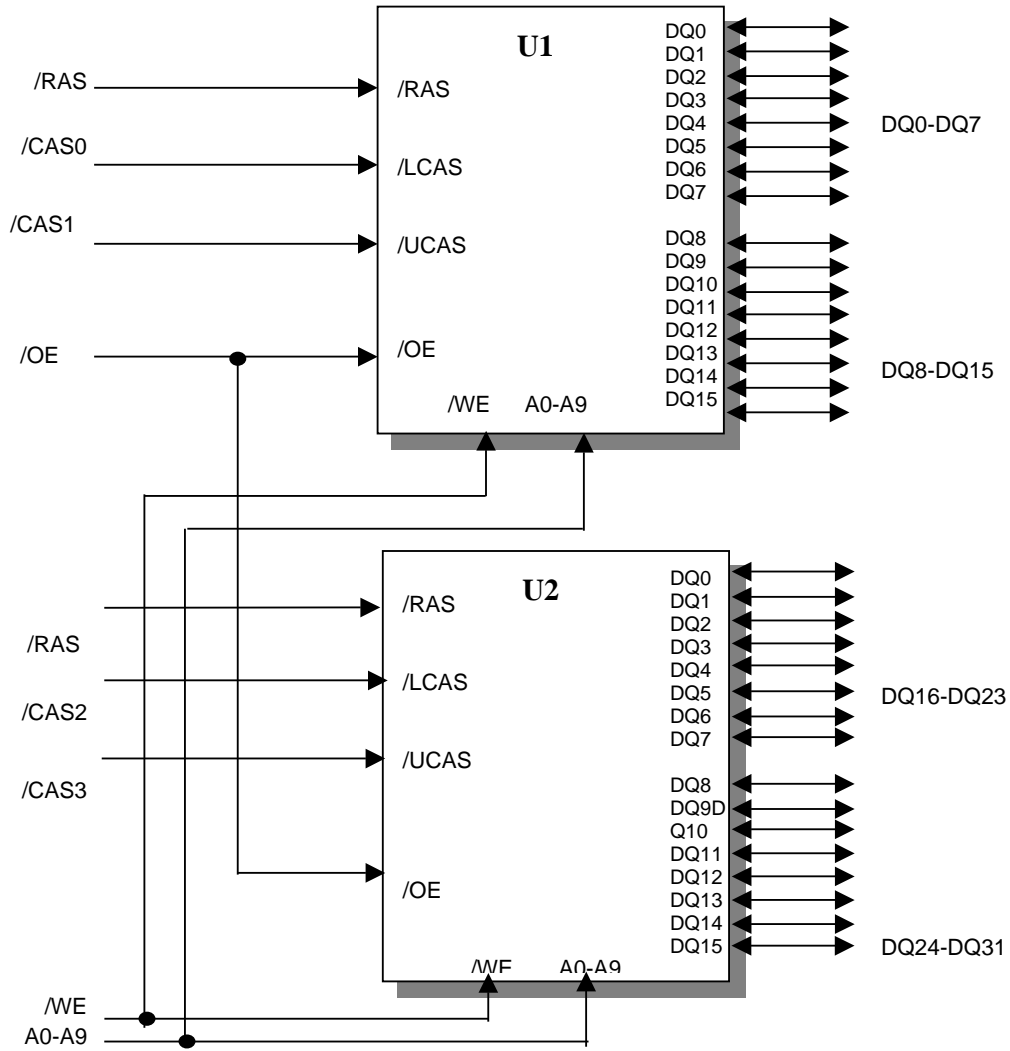 U1
/RAS
/CAS0
/CAS1
/OE
/RAS
/LCAS
/UCAS
/OE
/WE A0-A9
DQ0
DQ1
DQ2
DQ3
DQ4
DQ5
DQ6
DQ7
DQ8
DQ9
DQ10
DQ11
DQ12
DQ13
DQ14
DQ15
DQ0-DQ7
DQ8-DQ15
U2
/RAS
/CAS2
/CAS3
/RAS
/LCAS
/UCAS
/OE
/WE A0-A9
DQ0
DQ1
DQ2
DQ3
DQ4
DQ5
DQ6
DQ7
DQ8
DQ9D
Q10
DQ11
DQ12
DQ13
DQ14
DQ15
DQ16-DQ23
DQ24-DQ31
/WE
A0-A9